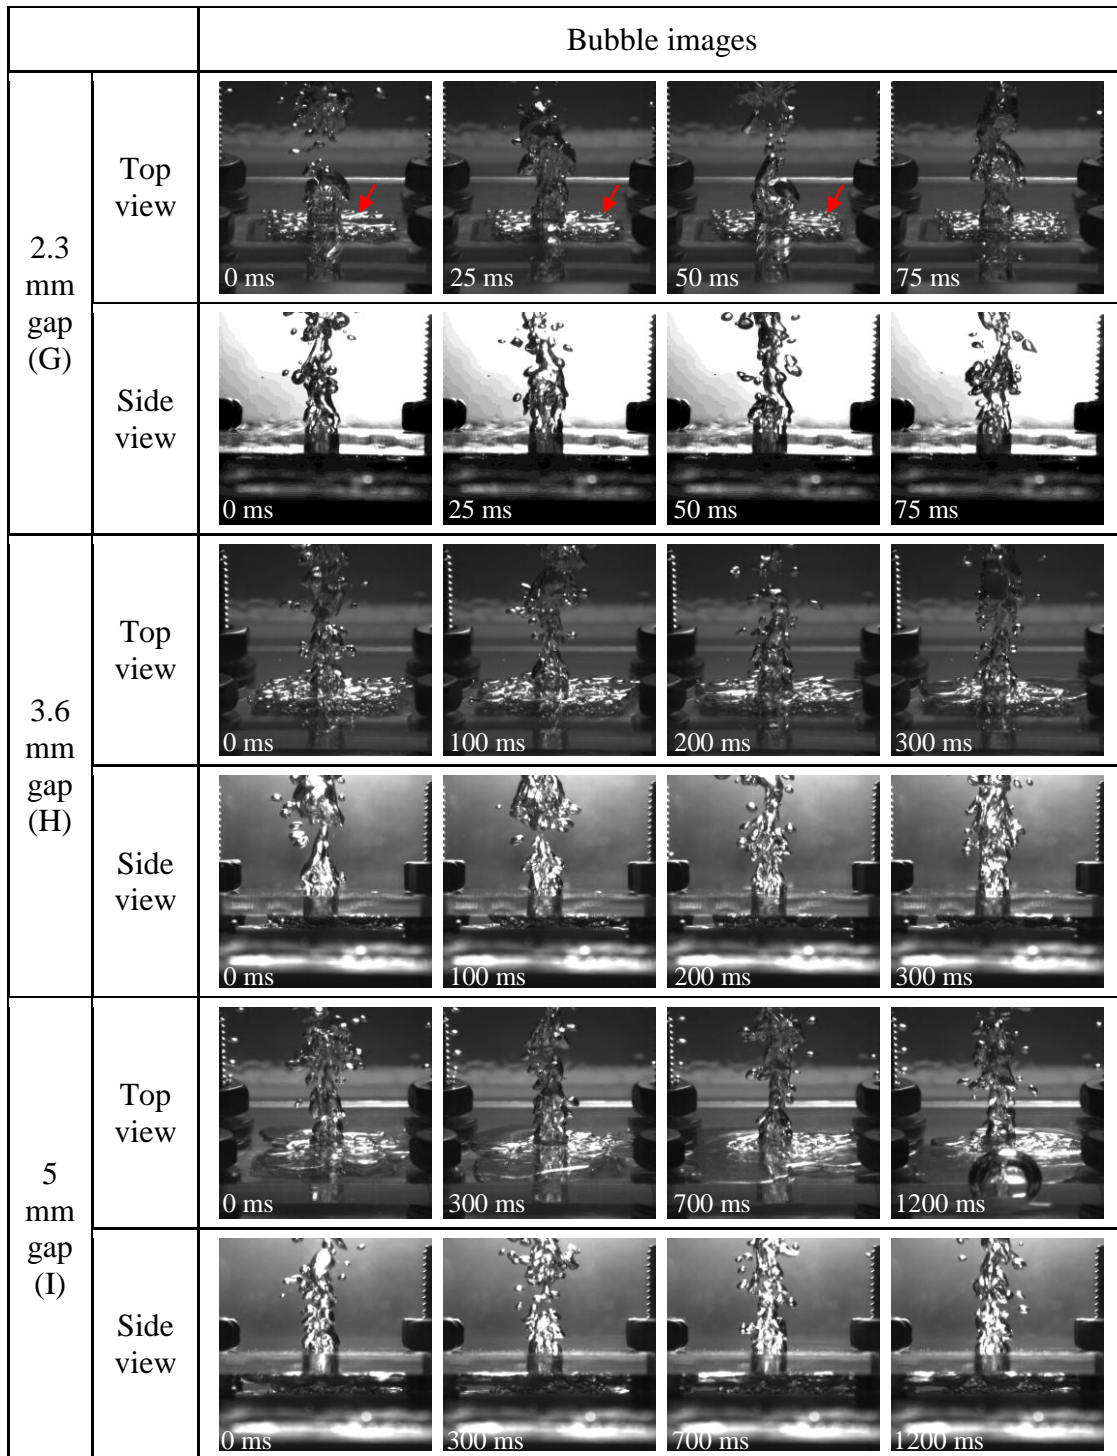 Bubble images
2.3
mm
gap
(G)
Top
view
0 ms
25 ms
50 ms
75 ms
Side
view
0 ms
25 ms
50 ms
75 ms
3.6
mm
gap
(H)
Top
view
0 ms
100 ms
200 ms
300 ms
Side
view
0 ms
100 ms
200 ms
300 ms
5
mm
gap
(I)
Top
view
0 ms
300 ms
700 ms
1200 ms
Side
view
0 ms
300 ms
700 ms
1200 ms